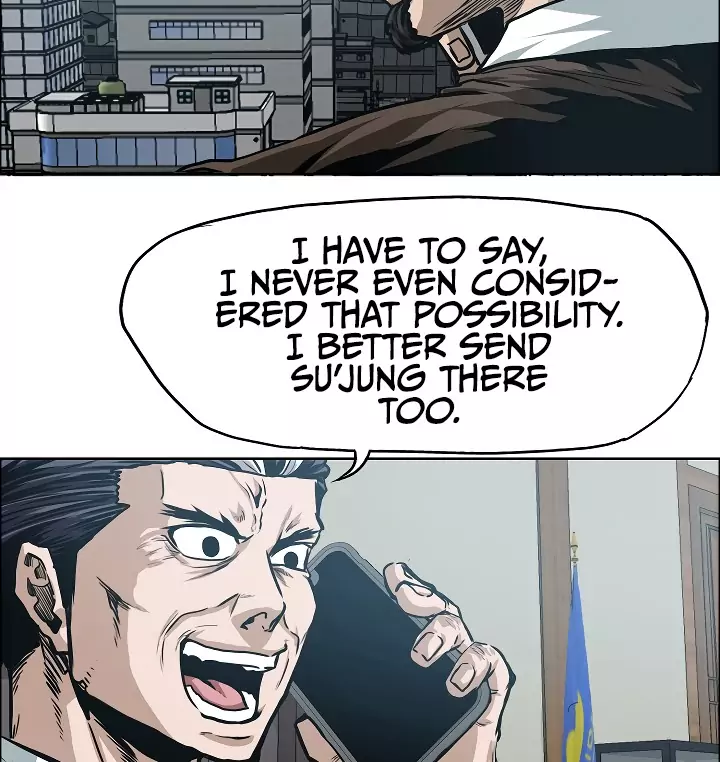 I HAVE TO SAY,
I NEVER EVEN CONSID-
ERED THAT POSSIBILITY.
I BETTER SEND
SU'JUNG THERE
TOO.